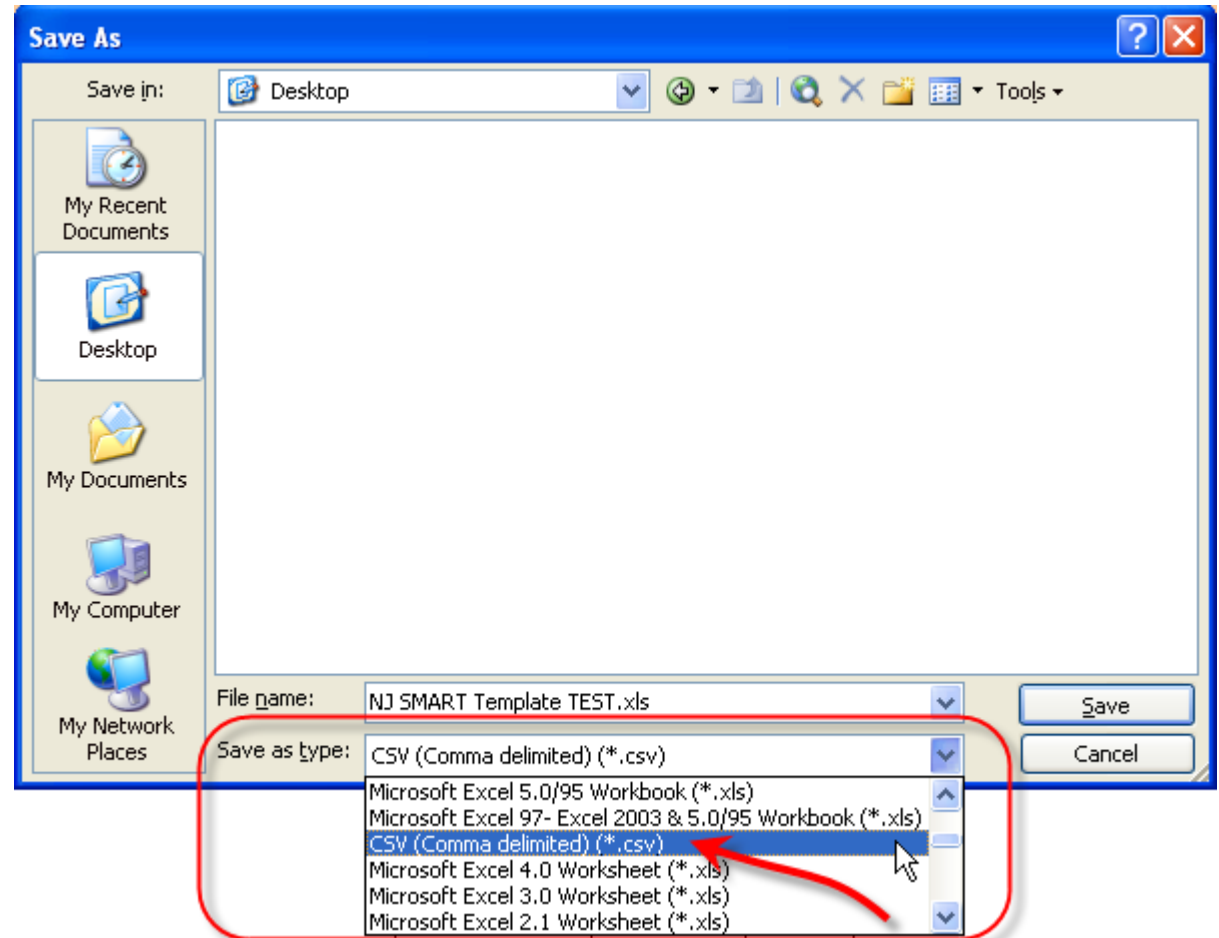 Save As
Save in:
Desktop
Tools
My Recent
Documents
Desktop
My Documents
My Computer
My Network
Places
File name:
NJ SMART Template TEST.xls
Save
Save as type:
CSV (Comma delimited) (*.csv)
Cancel
Microsoft Excel 5.0/95 Workbook (*.xls)
Microsoft Excel 97- Excel 2003 & 5.0/95 Workbook (*.xls)
CSV (Comma delimited) (*.csv)
Microsoft Excel 4.0 Worksheet (*.xls)
Microsoft Excel 3.0 Worksheet (*.xls)
Microsoft Excel 2.1 Worksheet (*.xls)